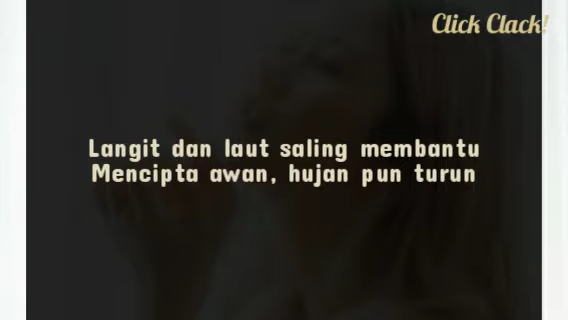 Click Clack!
Langit dan laut saling membantu
Mencipta awan, hujan pun turun